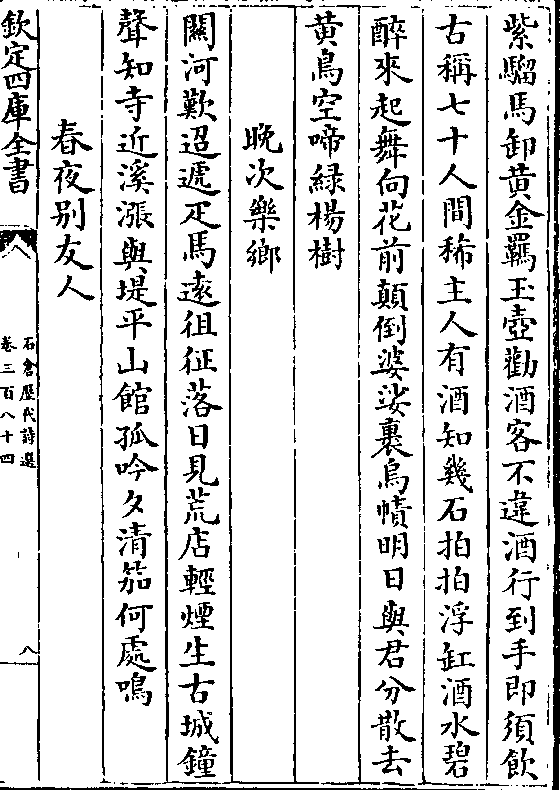 紫騮馬卸黄金羈玉壺勸酒客不違酒行到手即須飲
古稱七十人間稀主人有酒知幾石拍拍浮缸酒水碧
醉來起舞向花前顛倒婆娑裹烏幘明日與君分散去
黄鳥空啼緑楊樹
晚次樂鄉
關河歎迢遞疋馬逺徂征落日見荒店輕煙生古城鐘
聲知寺近溪漲與堤平山館孤吟夕清笳何處鳴
春夜别友人
欽定四庫全書
石倉歴代詩選
卷三百八十四
八